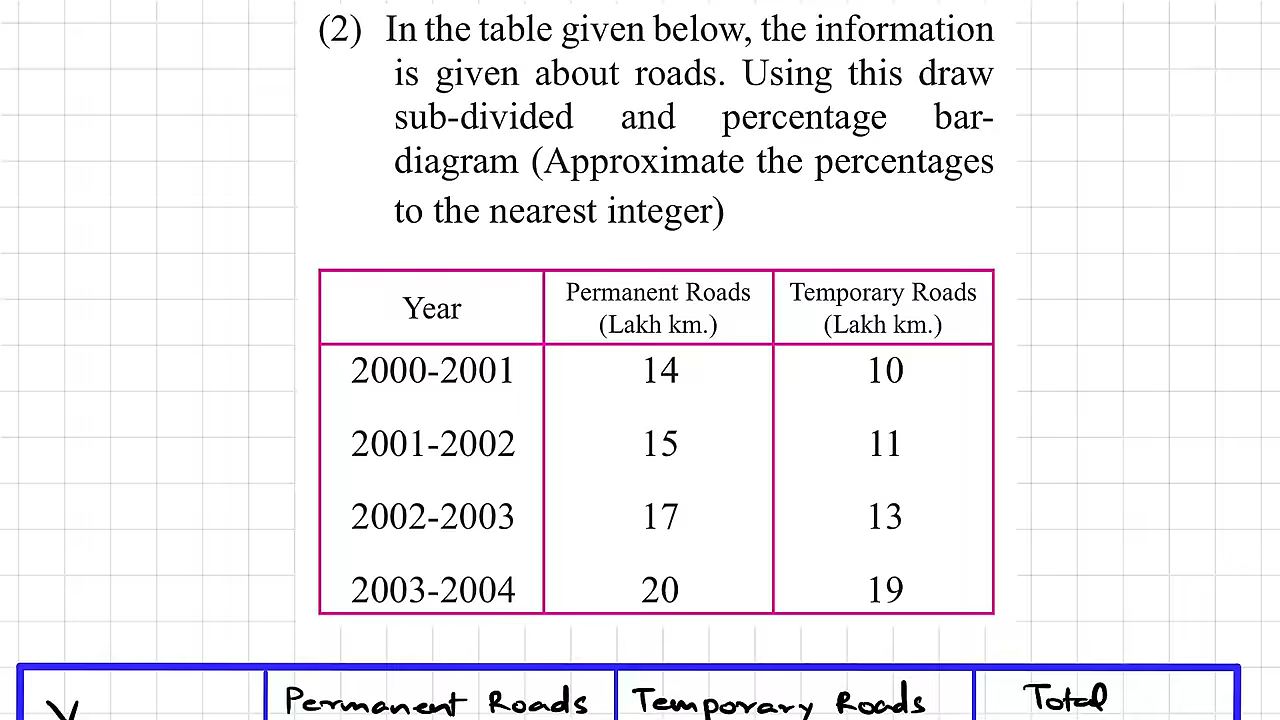 (2) In the table given below, the information
is given about roads. Using this draw
sub-divided and percentage bar-
diagram (Approximate the percentages
to the nearest integer)
Year Permanent Roads (Lakh km.) Temporary Roads (Lakh km.)
2000-2001 14 10
2001-2002 15 11
2002-2003 17 13
2003-2004 20 19
Permanent Roads Temporary Roads Total